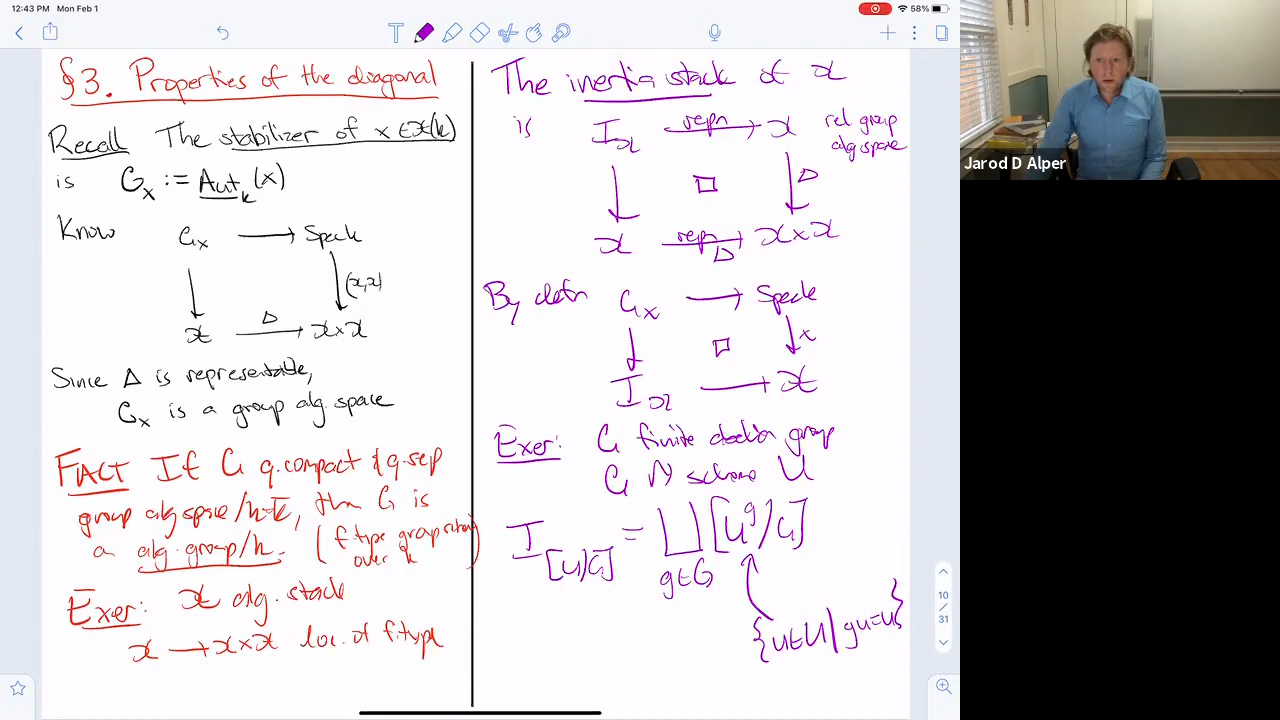 12:43 PM Mon Feb 1
58%
§3. Properties of the diagonal
Recall The stabilizer of x ∈ 𝒳(k)
is G_x := Aut_k(x)
Know G_x ⟶ Spec k
(x,x)
𝒳 ⟶ 𝒳×𝒳
Δ
Since Δ is representable,
G_x is a group alg. space
FACT If G q.compact & q.sep
group alg space/k=k̄, then G is
a alg. group/k. (f.type group scheme
over k)
Exer: 𝒳 alg. stack
𝒳 ⟶ 𝒳×𝒳 loc. of f.type
The inertia stack of 𝒳
is I_𝒳 ⟶ 𝒳 rel group
repn
alg space
□ Δ
𝒳 ⟶ 𝒳×𝒳
repn
Δ
By defn G_x ⟶ Spec k
□ x
I_𝒳 ⟶ 𝒳
Exer: G finite abstract group
G ↷ scheme U
I_[U/G] = ⨆ [U^g/G]
g∈G
{u∈U | gu=u}
Jarod D Alper
10
/
31